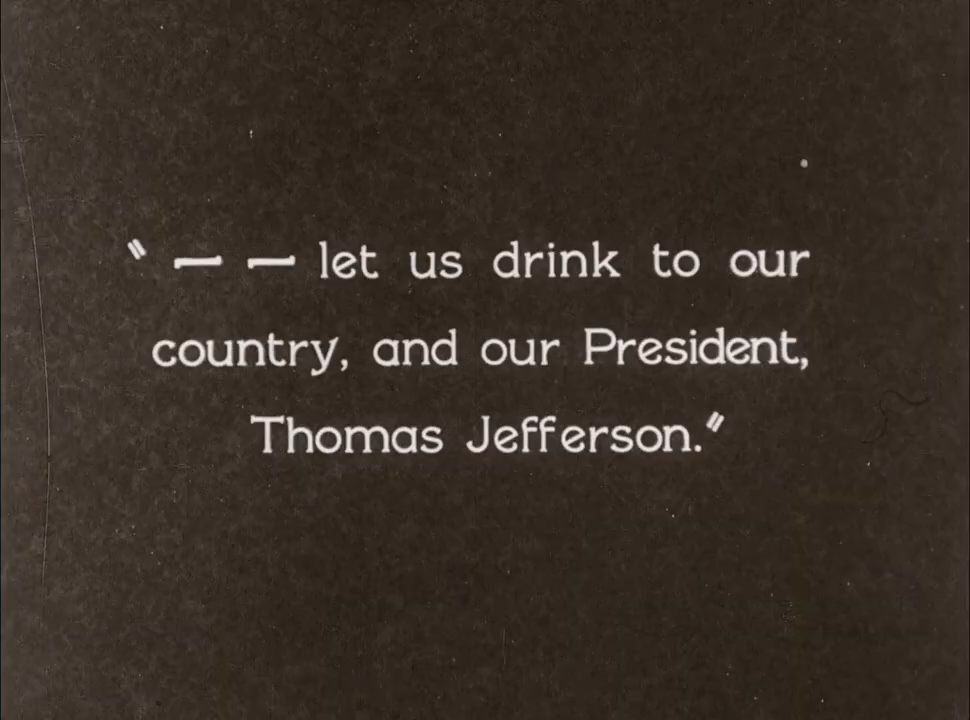 "— — let us drink to our
country, and our President,
Thomas Jefferson."